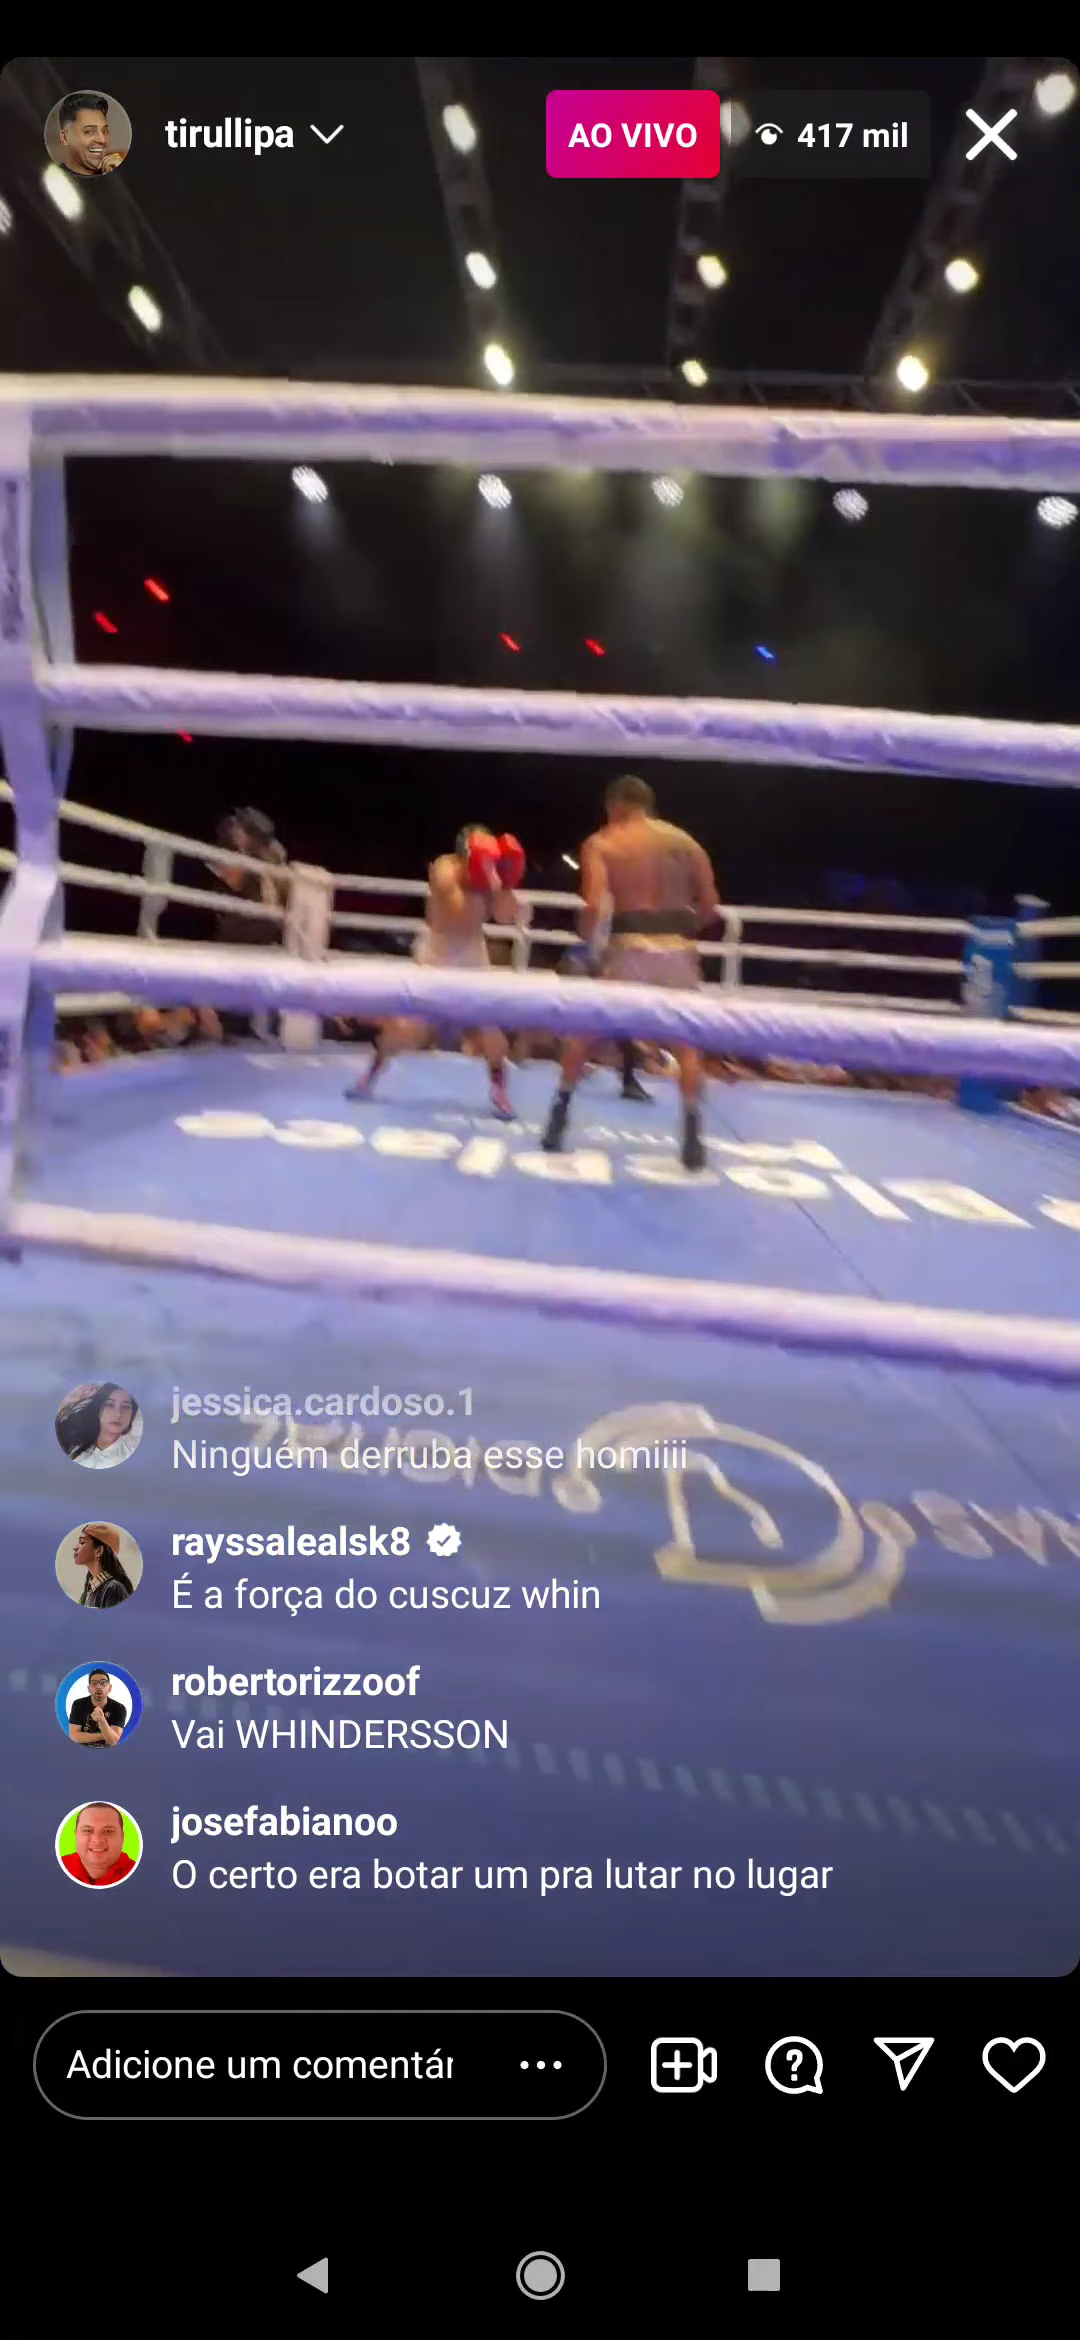 tirullipa
AO VIVO
417 mil
jessica.cardoso.1
Ninguém derruba esse homiiii
rayssalealsk8
É a força do cuscuz whin
robertorizzoof
Vai WHINDERSSON
josefabianoo
O certo era botar um pra lutar no lugar
Adicione um comentár